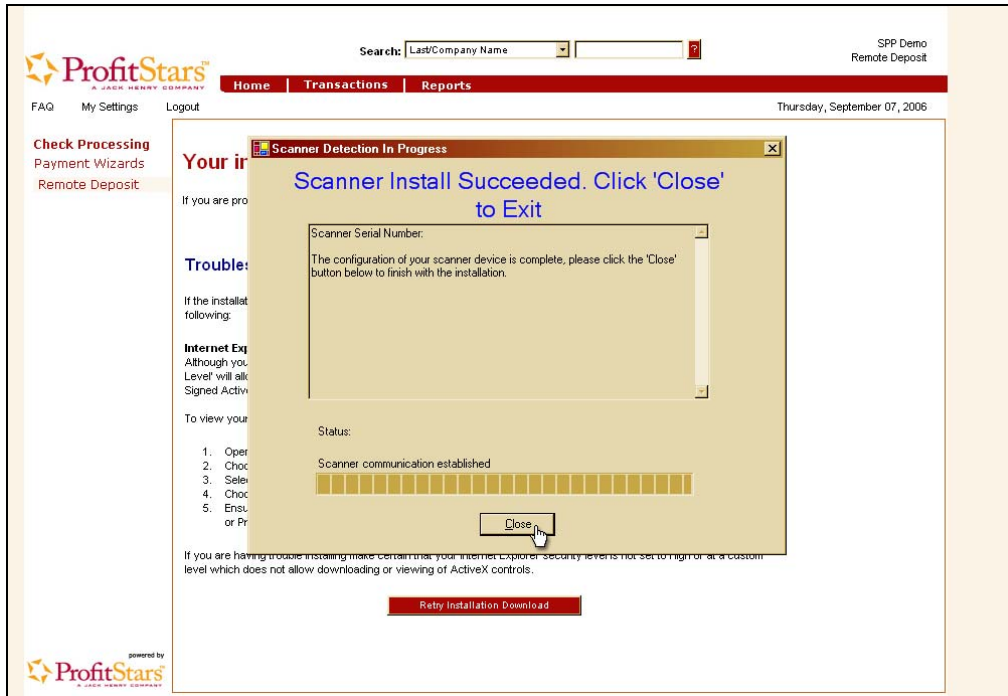 ProfitStars™
A JACK HENRY COMPANY
Search: Last/Company Name ?
SPP Demo
Remote Deposit
Home | Transactions | Reports
FAQ My Settings Logout
Thursday, September 07, 2006
Check Processing
Payment Wizards
Remote Deposit
Your
If you are pro
Troubles
If the installat
following:
Internet Exp
Although you
Level' will
Signed Active
To view your
1. Open
2. Choo
3. Selec
4. Choo
5. Ensu
or Pr
Scanner Detection In Progress
Scanner Install Succeeded. Click 'Close'
to Exit
Scanner Serial Number:
The configuration of your scanner device is complete, please click the 'Close'
button below to finish with the installation.
Status:
Scanner communication established
Close
If you are having trouble installing make certain that your Internet Explorer security level is not set to High or at a custom
level which does not allow downloading or viewing of ActiveX controls.
Retry Installation Download
powered by
ProfitStars
A JACK HENRY COMPANY